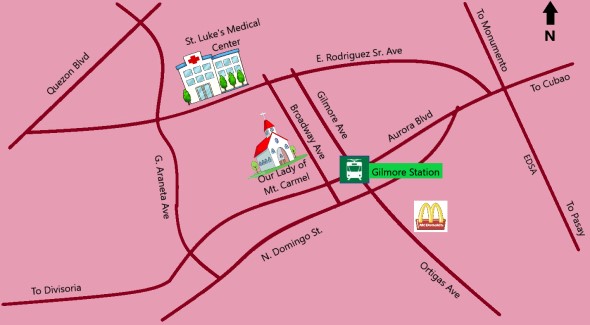 St. Luke's Medical
Center
Quezon Blvd
E. Rodriguez Sr. Ave
To Monumento
N
To Cubao
Broadway Ave
Gilmore Ave
Aurora Blvd
G. Araneta Ave
Our Lady of
Mt. Carmel
Gilmore Station
EDSA
To Pasay
N. Domingo St.
Ortigas Ave
To Divisoria